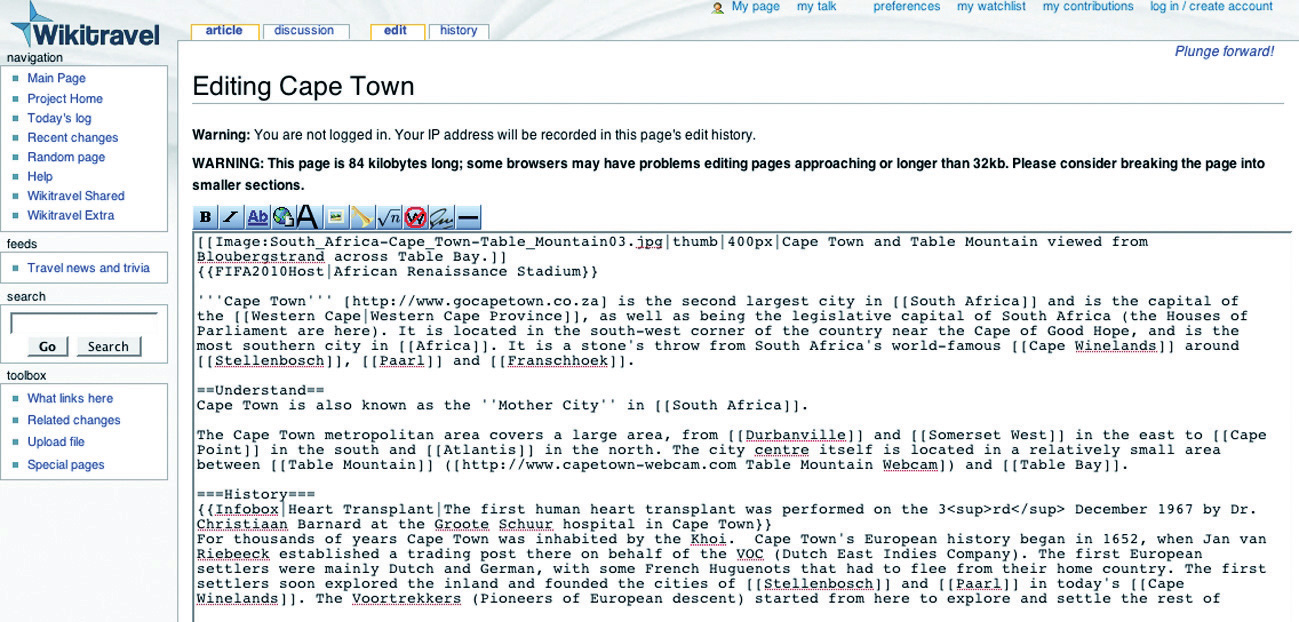 My page my talk preferences my watchlist my contributions log in / create account
Wikitravel
article discussion edit history
Plunge forward!
navigation
Main Page
Project Home
Today's log
Recent changes
Random page
Help
Wikitravel Shared
Wikitravel Extra
feeds
Travel news and trivia
search
Go Search
toolbox
What links here
Related changes
Upload file
Special pages
Editing Cape Town
Warning: You are not logged in. Your IP address will be recorded in this page's edit history.
WARNING: This page is 84 kilobytes long; some browsers may have problems editing pages approaching or longer than 32kb. Please consider breaking the page into
smaller sections.
B I Ab A √n W
[[Image:South_Africa-Cape_Town-Table_Mountain03.jpg|thumb|400px|Cape Town and Table Mountain viewed from
Bloubergstrand across Table Bay.]]
{{FIFA2010Host|African Renaissance Stadium}}
'''Cape Town''' [http://www.gocapetown.co.za] is the second largest city in [[South Africa]] and is the capital of
the [[Western Cape|Western Cape Province]], as well as being the legislative capital of South Africa (the Houses of
Parliament are here). It is located in the south-west corner of the country near the Cape of Good Hope, and is the
most southern city in [[Africa]]. It is a stone's throw from South Africa's world-famous [[Cape Winelands]] around
[[Stellenbosch]], [[Paarl]] and [[Franschhoek]].
==Understand==
Cape Town is also known as the ''Mother City'' in [[South Africa]].
The Cape Town metropolitan area covers a large area, from [[Durbanville]] and [[Somerset West]] in the east to [[Cape
Point]] in the south and [[Atlantis]] in the north. The city centre itself is located in a relatively small area
between [[Table Mountain]] ([http://www.capetown-webcam.com Table Mountain Webcam]) and [[Table Bay]].
===History===
{{Infobox|Heart Transplant|The first human heart transplant was performed on the 3<sup>rd</sup> December 1967 by Dr.
Christiaan Barnard at the Groote Schuur hospital in Cape Town}}
For thousands of years Cape Town was inhabited by the Khoi.  Cape Town's European history began in 1652, when Jan van
Riebeeck established a trading post there on behalf of the VOC (Dutch East Indies Company). The first European
settlers were mainly Dutch and German, with some French Huguenots that had to flee from their home country. The first
settlers soon explored the inland and founded the cities of [[Stellenbosch]] and [[Paarl]] in today's [[Cape
Winelands]]. The Voortrekkers (Pioneers of European descent) started from here to explore and settle the rest of